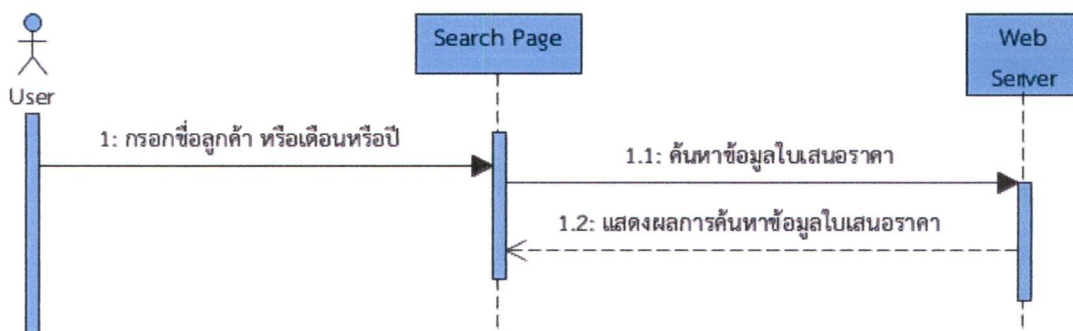 Search Page
Web
Server
User
1: กรอกชื่อลูกค้า หรือเดือนหรือปี
1.1: ค้นหาข้อมูลใบเสนอราคา
1.2: แสดงผลการค้นหาข้อมูลใบเสนอราคา